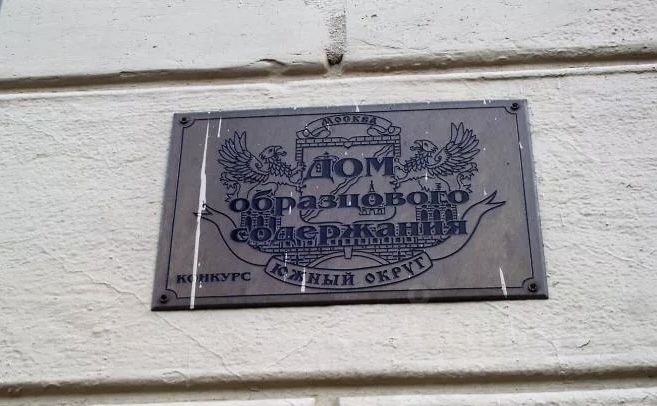 Москва
ДОМ
образцового
содержания
КОНКУРС
ЮЖНЫЙ ОКРУГ